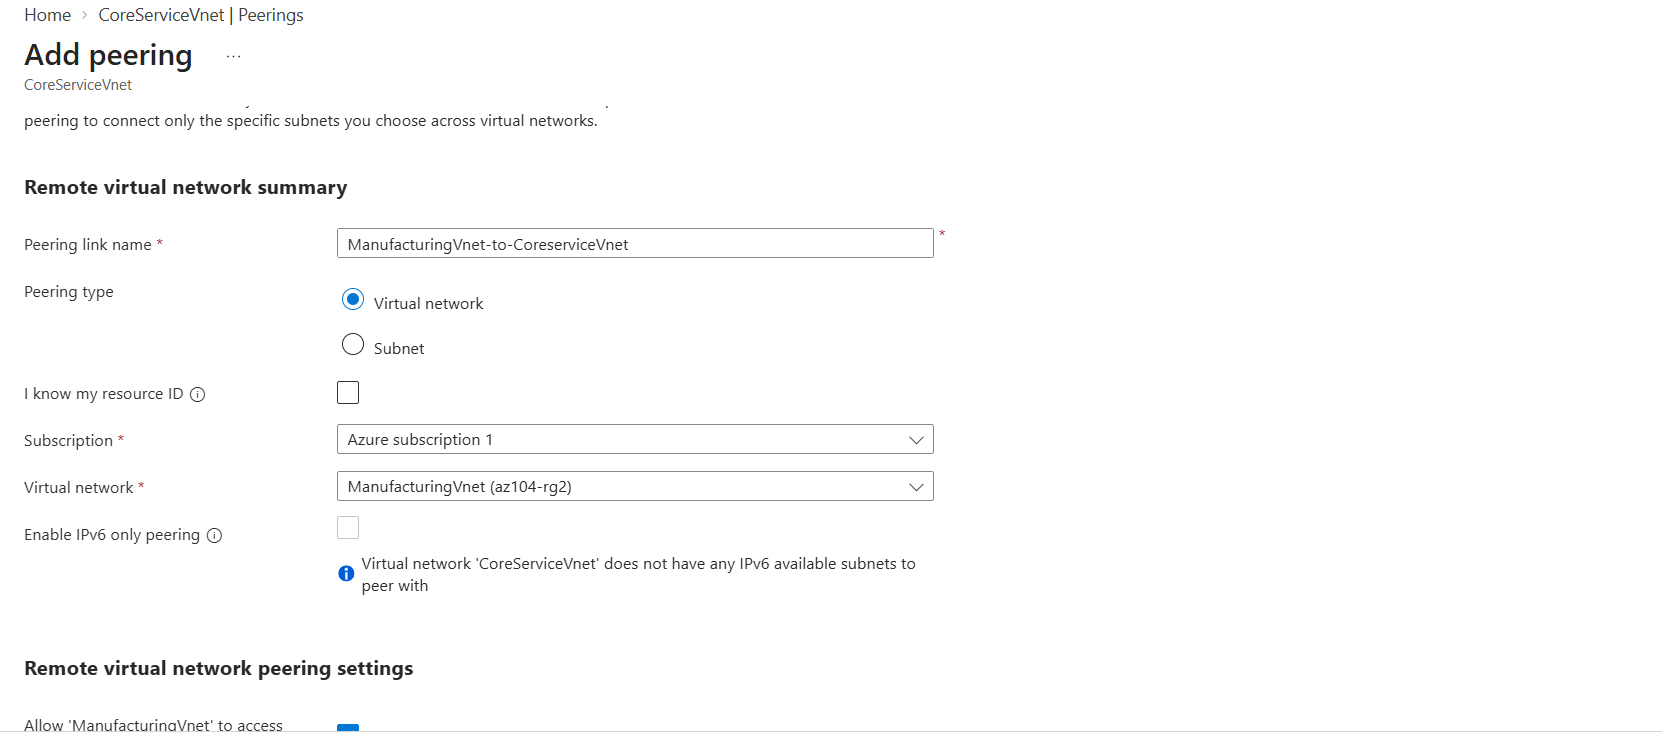 Home > CoreServiceVnet | Peerings
Add peering ...
CoreServiceVnet
peering to connect only the specific subnets you choose across virtual networks.
Remote virtual network summary
Peering link name * ManufacturingVnet-to-CoreserviceVnet *
Peering type
Virtual network
Subnet
I know my resource ID
Subscription * Azure subscription 1
Virtual network * ManufacturingVnet (az104-rg2)
Enable IPv6 only peering
Virtual network 'CoreServiceVnet' does not have any IPv6 available subnets to
peer with
Remote virtual network peering settings
Allow 'ManufacturingVnet' to access